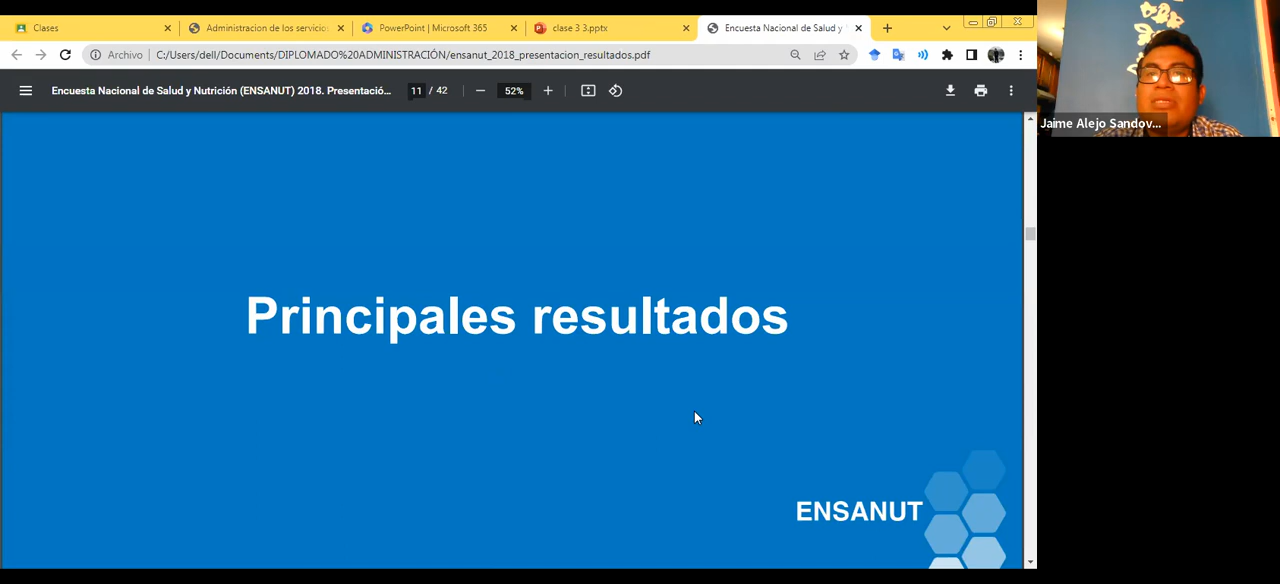 Clases
Administracion de los servicio
PowerPoint | Microsoft 365
clase 3 3.pptx
Encuesta Nacional de Salud y
Archivo
C:/Users/dell/Documents/DIPLOMADO%20ADMINISTRACIÓN/ensanut_2018_presentacion_resultados.pdf
Encuesta Nacional de Salud y Nutrición (ENSANUT) 2018. Presentació...
11 / 42
52%
Jaime Alejo Sandov...
Principales resultados
ENSANUT